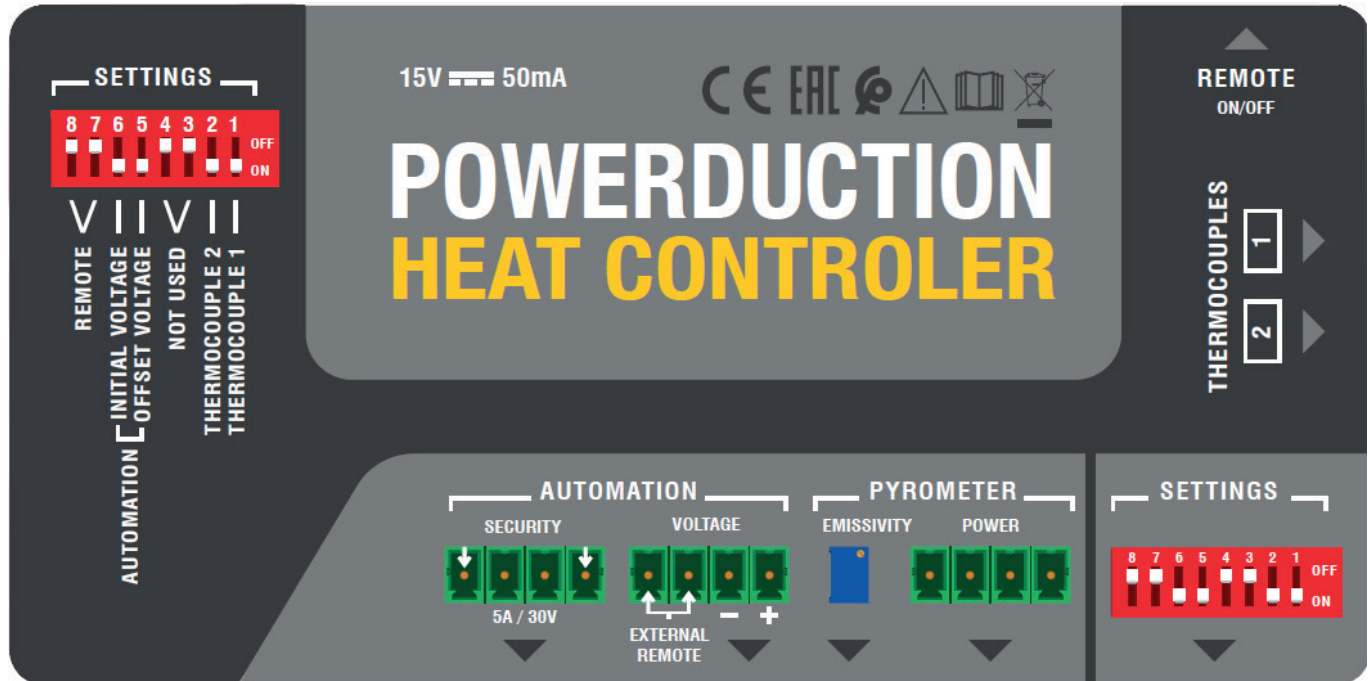 SETTINGS
8 7 6 5 4 3 2 1
OFF
ON
REMOTE
INITIAL VOLTAGE
OFFSET VOLTAGE
AUTOMATION
NOT USED
THERMOCOUPLE 2
THERMOCOUPLE 1
15V 50mA
CE EAC
POWERDUCTION
HEAT CONTROLER
REMOTE
ON/OFF
THERMOCOUPLES
1
2
AUTOMATION
SECURITY VOLTAGE
5A / 30V
EXTERNAL
REMOTE
- +
PYROMETER
EMISSIVITY POWER
SETTINGS
8 7 6 5 4 3 2 1
OFF
ON